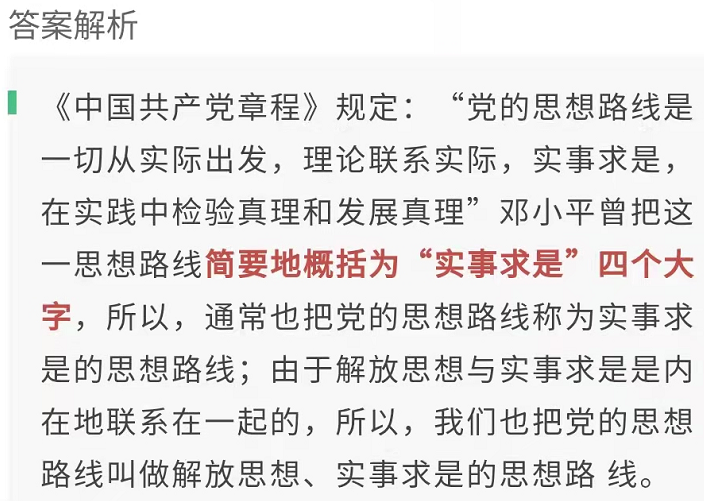 答案解析
《中国共产党章程》规定：“党的思想路线是
一切从实际出发，理论联系实际，实事求是，
在实践中检验真理和发展真理”邓小平曾把这
一思想路线简要地概括为“实事求是”四个大
字，所以，通常也把党的思想路线称为实事求
是的思想路线；由于解放思想与实事求是是内
在地联系在一起的，所以，我们也把党的思想
路线叫做解放思想、实事求是的思想路 线。